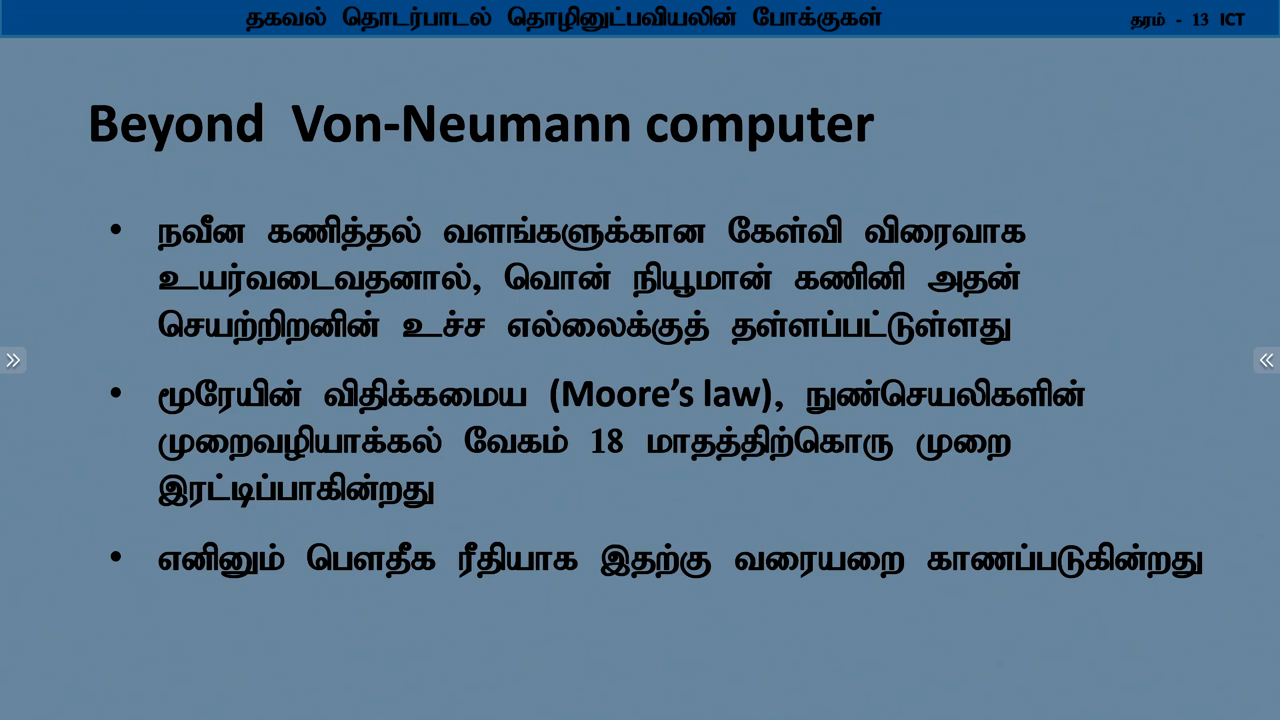 தகவல் தொடர்பாடல் தொழினுட்பவியலின் போக்குகள்
தரம் - 13 ICT
Beyond Von-Neumann computer
• நவீன கணித்தல் வளங்களுக்கான கேள்வி விரைவாக
உயர்வடைவதனால், வொன் நியூமான் கணினி அதன்
செயற்றிறனின் உச்ச எல்லைக்குத் தள்ளப்பட்டுள்ளது
• மூரேயின் விதிக்கமைய (Moore’s law), நுண்செயலிகளின்
முறைவழியாக்கல் வேகம் 18 மாதத்திற்கொரு முறை
இரட்டிப்பாகின்றது
• எனினும் பௌதீக ரீதியாக இதற்கு வரையறை காணப்படுகின்றது